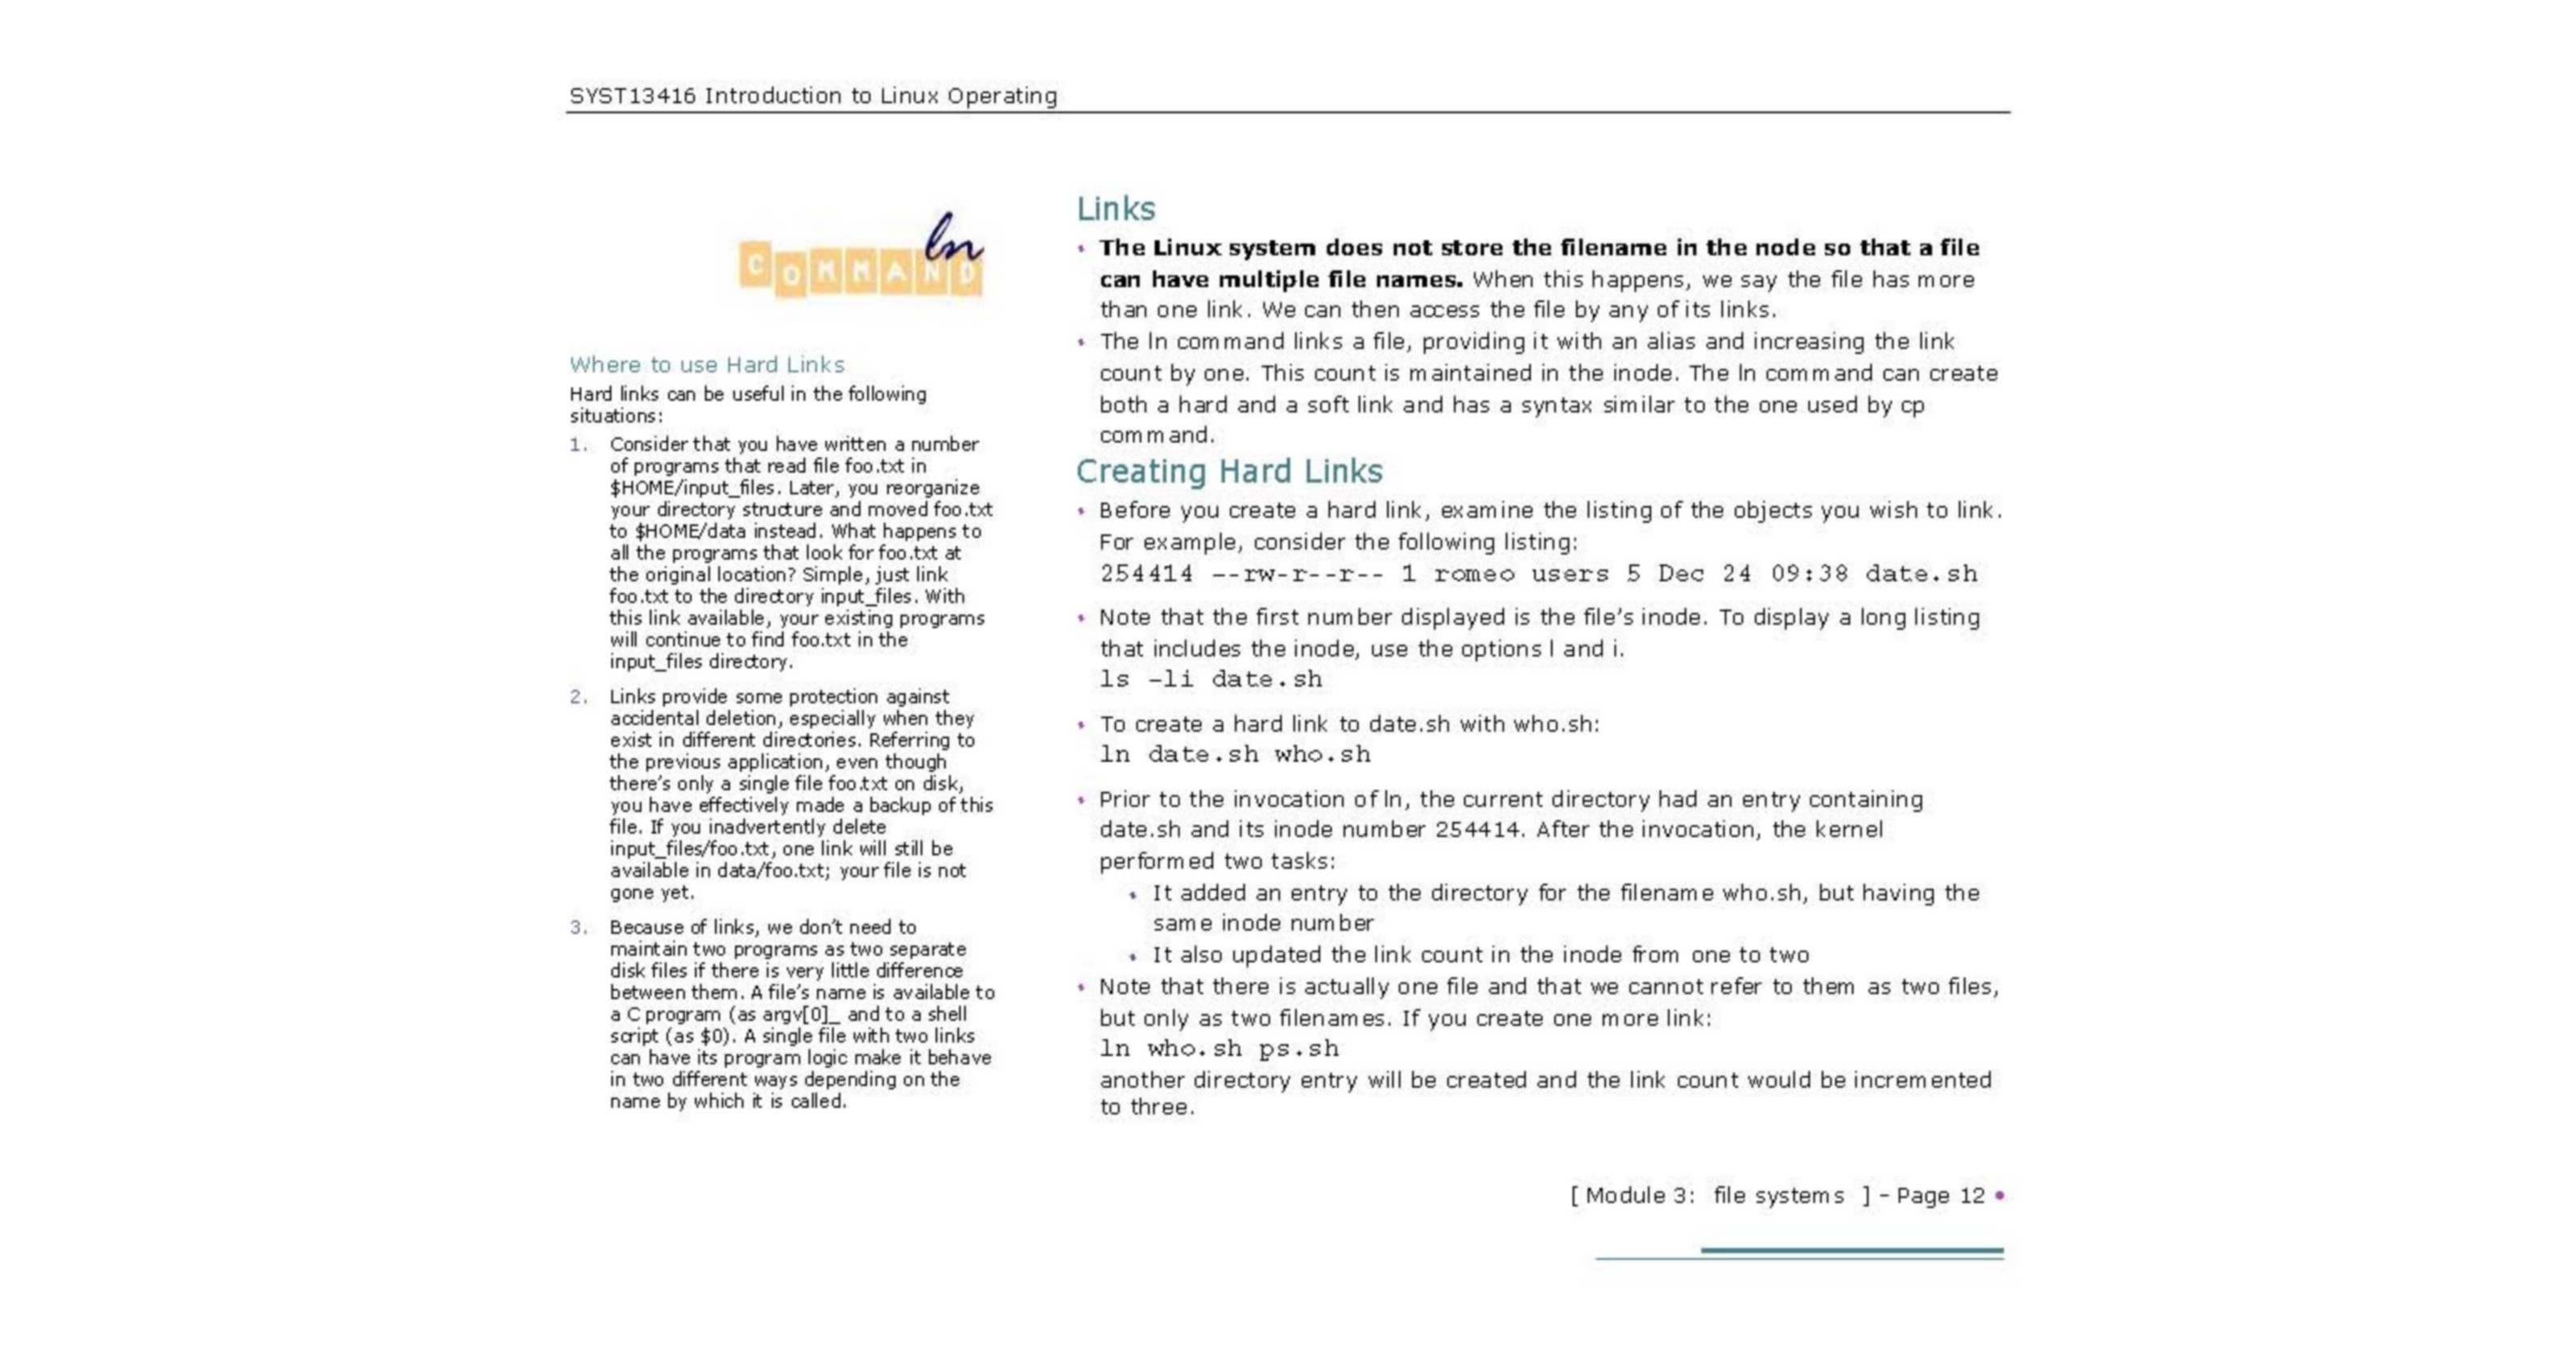 SYST13416 Introduction to Linux Operating
ln
COMMAND
Where to use Hard Links
Hard links can be useful in the following
situations:
1. Consider that you have written a number
of programs that read file foo.txt in
$HOME/input_files. Later, you reorganize
your directory structure and moved foo.txt
to $HOME/data instead. What happens to
all the programs that look for foo.txt at
the original location? Simple, just link
foo.txt to the directory input_files. With
this link available, your existing programs
will continue to find foo.txt in the
input_files directory.
2. Links provide some protection against
accidental deletion, especially when they
exist in different directories. Referring to
the previous application, even though
there's only a single file foo.txt on disk,
you have effectively made a backup of this
file. If you inadvertently delete
input_files/foo.txt, one link will still be
available in data/foo.txt; your file is not
gone yet.
3. Because of links, we don't need to
maintain two programs as two separate
disk files if there is very little difference
between them. A file's name is available to
a C program (as argv[0]_ and to a shell
script (as $0). A single file with two links
can have its program logic make it behave
in two different ways depending on the
name by which it is called.
Links
• The Linux system does not store the filename in the node so that a file
can have multiple file names. When this happens, we say the file has more
than one link. We can then access the file by any of its links.
• The ln command links a file, providing it with an alias and increasing the link
count by one. This count is maintained in the inode. The ln command can create
both a hard and a soft link and has a syntax similar to the one used by cp
command.
Creating Hard Links
• Before you create a hard link, examine the listing of the objects you wish to link.
For example, consider the following listing:
254414 --rw-r--r-- 1 romeo users 5 Dec 24 09:38 date.sh
• Note that the first number displayed is the file's inode. To display a long listing
that includes the inode, use the options l and i.
ls –li date.sh
• To create a hard link to date.sh with who.sh:
ln date.sh who.sh
• Prior to the invocation of ln, the current directory had an entry containing
date.sh and its inode number 254414. After the invocation, the kernel
performed two tasks:
• It added an entry to the directory for the filename who.sh, but having the
same inode number
• It also updated the link count in the inode from one to two
• Note that there is actually one file and that we cannot refer to them as two files,
but only as two filenames. If you create one more link:
ln who.sh ps.sh
another directory entry will be created and the link count would be incremented
to three.
[ Module 3: file systems ] – Page 12 •